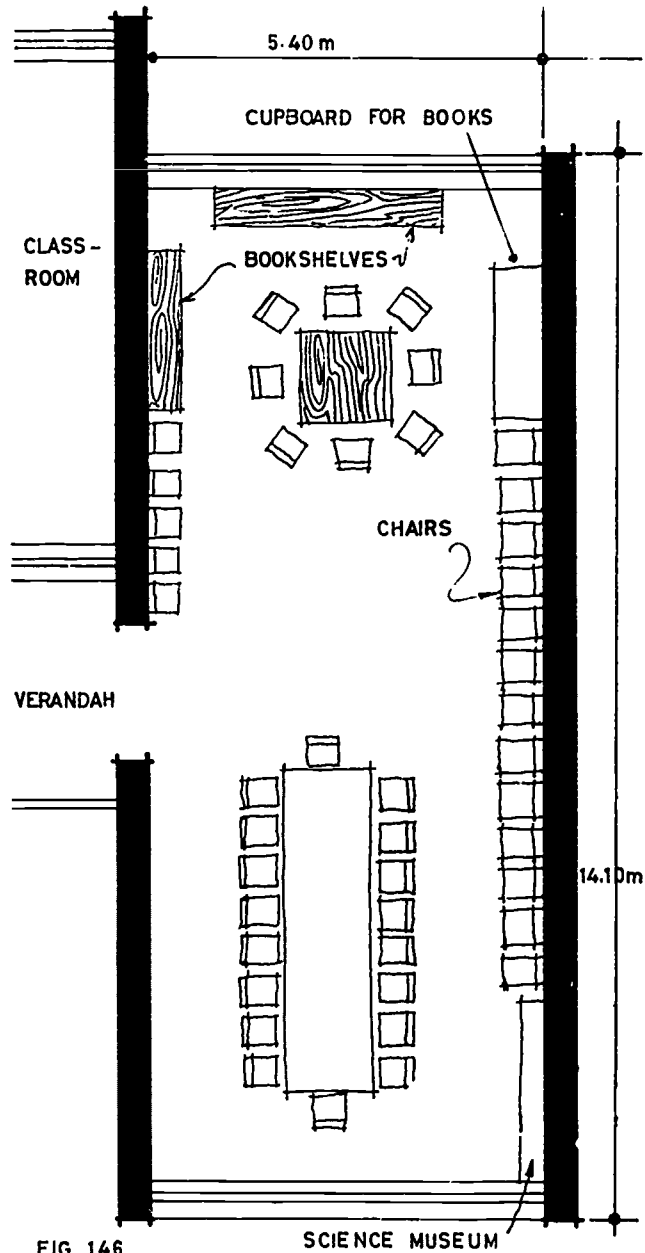 5.40 m
CUPBOARD FOR BOOKS
CLASS-
ROOM
BOOKSHELVES
CHAIRS
VERANDAH
14.10m
FIG 146
SCIENCE MUSEUM